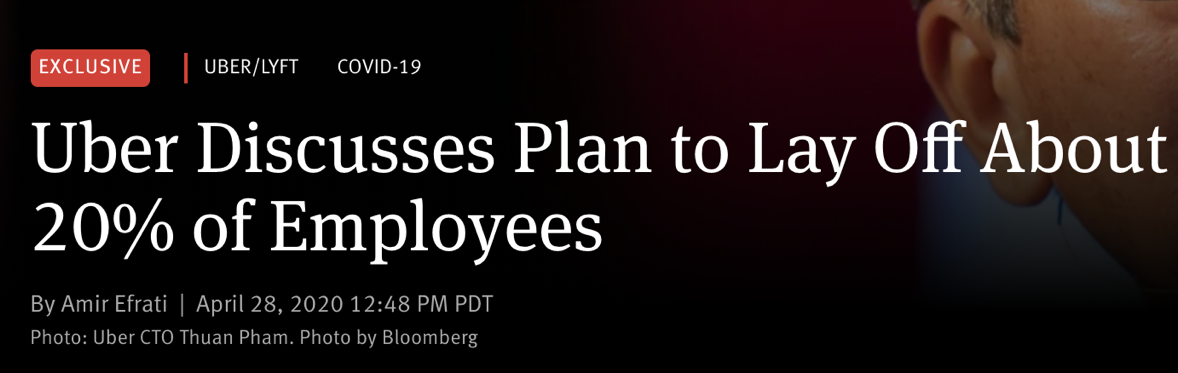 EXCLUSIVE UBER/LYFT COVID-19
Uber Discusses Plan to Lay Off About
20% of Employees
By Amir Efrati | April 28, 2020 12:48 PM PDT
Photo: Uber CTO Thuan Pham. Photo by Bloomberg